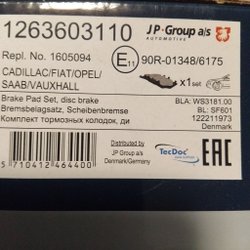 1263603110
JP Group a/s
AUTOMOTIVE
Repl. No. 1605094
E11 90R-01348/6175
CADILLAC/FIAT/OPEL/
SAAB/VAUXHALL
x 1 set
Brake Pad Set, disc brake
Bremsbelagsatz, Scheibenbremse
Комплект тормозных колодок, ди
BLA: WS3181.00
BL: SF601
122211973
Denmark
5 710412 464400
Distributed by
JP Group a/s
Denmark/Germany
TecDoc
EAC